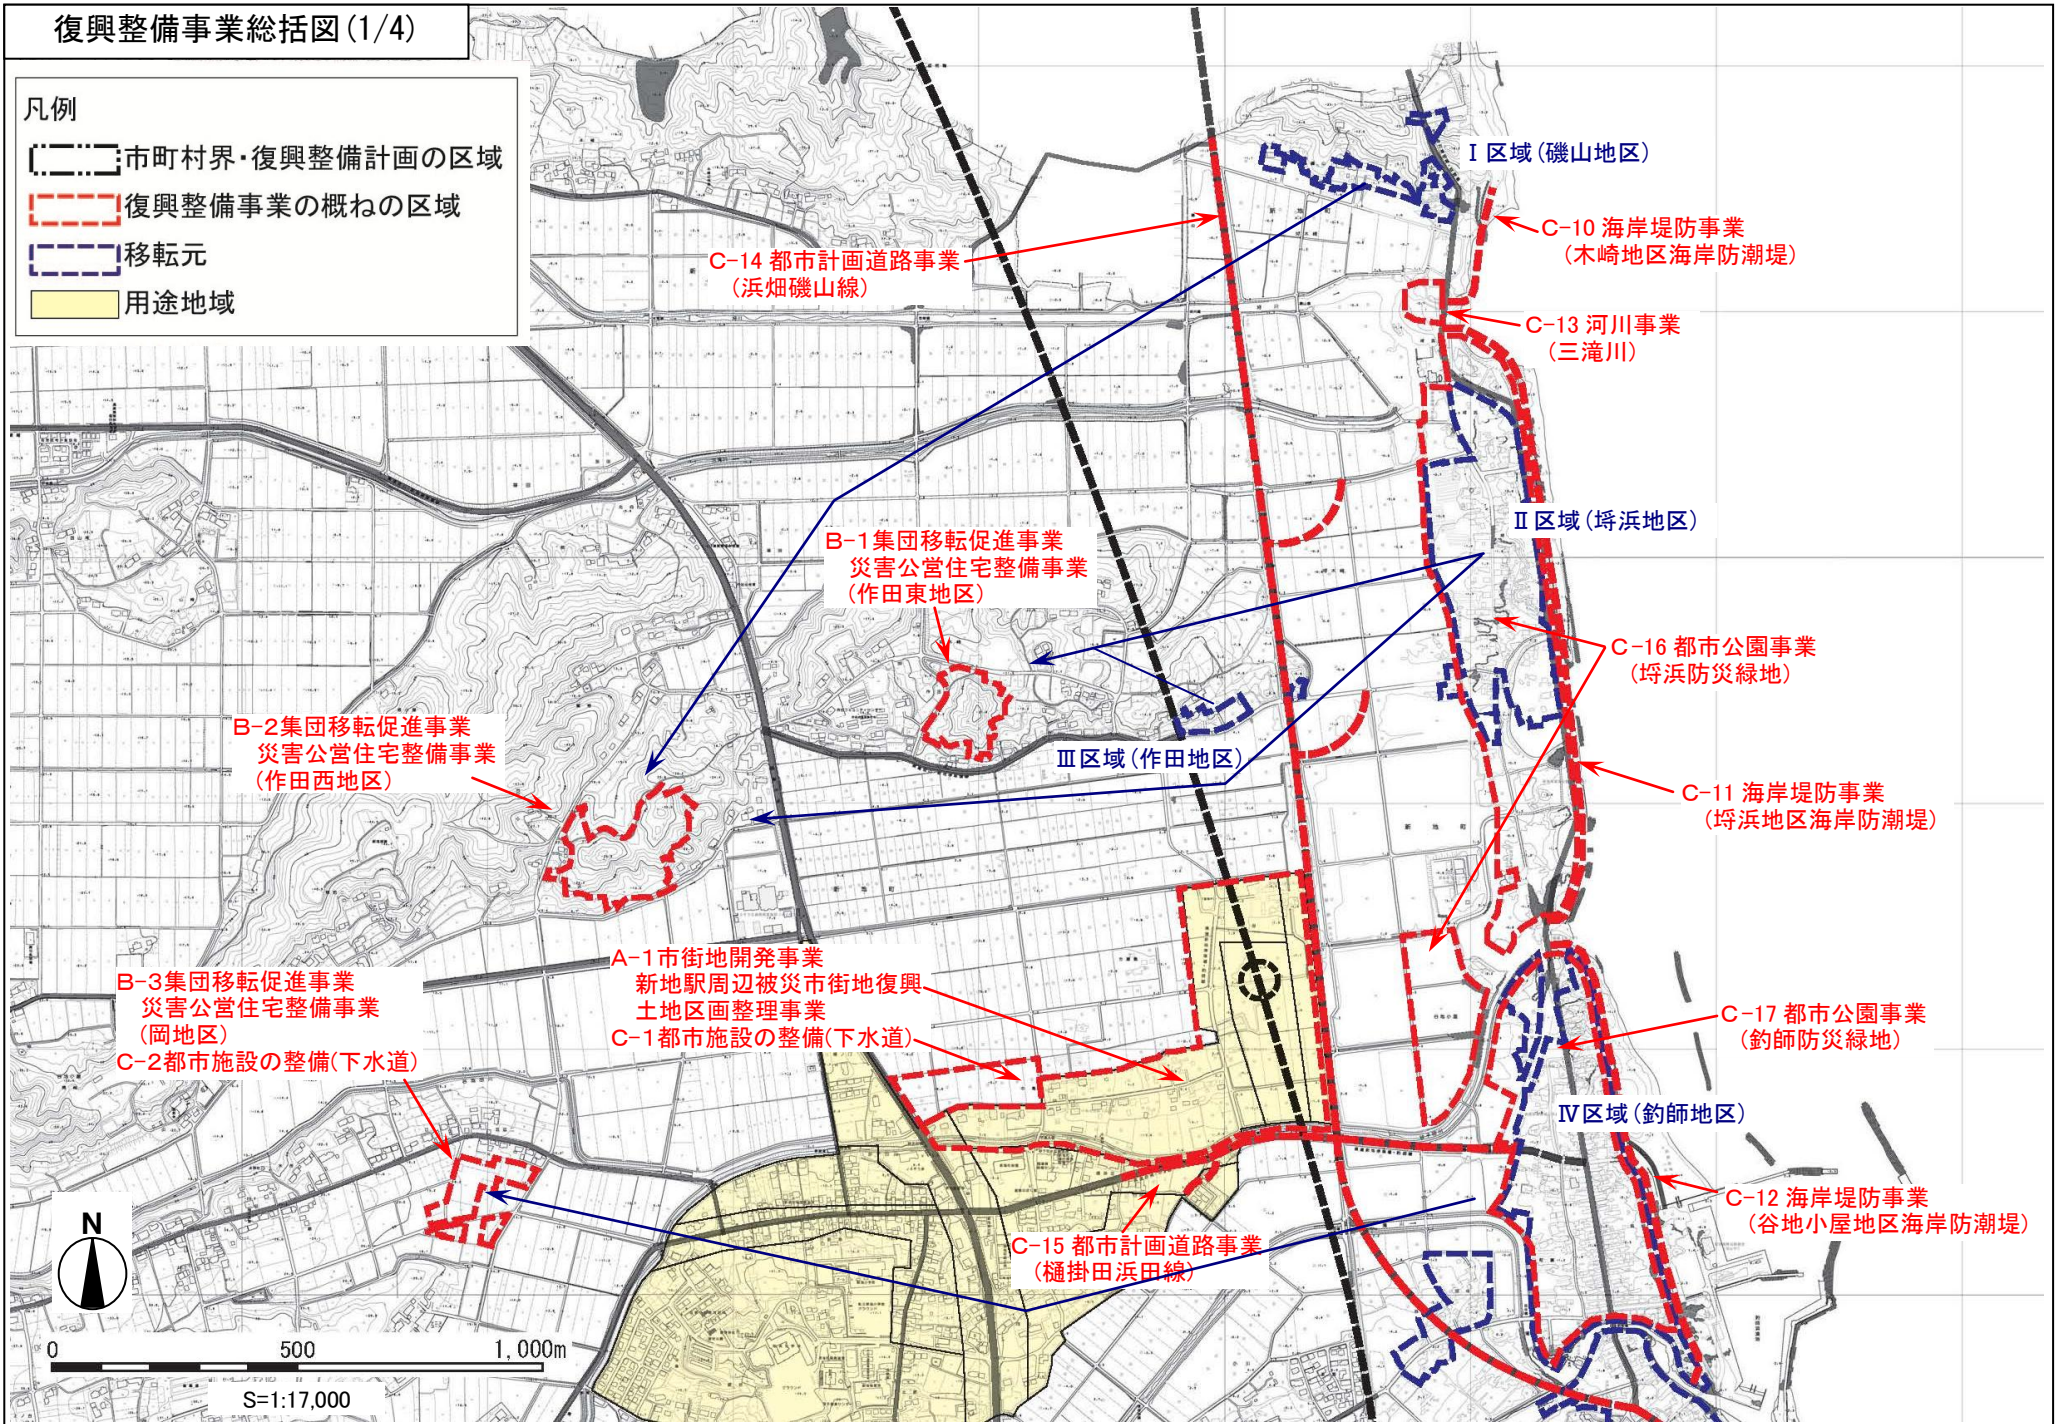 復興整備事業総括図(1/4)
凡例
市町村界・復興整備計画の区域
復興整備事業の概ねの区域
移転元
用途地域
Ⅰ区域(磯山地区)
C-10 海岸堤防事業
(木崎地区海岸防潮堤)
C-14 都市計画道路事業
(浜畑磯山線)
C-13 河川事業
(三滝川)
Ⅱ区域(埒浜地区)
B-1集団移転促進事業
災害公営住宅整備事業
(作田東地区)
C-16 都市公園事業
(埒浜防災緑地)
B-2集団移転促進事業
災害公営住宅整備事業
(作田西地区)
Ⅲ区域(作田地区)
C-11 海岸堤防事業
(埒浜地区海岸防潮堤)
新地町
新地町
A-1市街地開発事業
新地駅周辺被災市街地復興
土地区画整理事業
C-1都市施設の整備(下水道)
B-3集団移転促進事業
災害公営住宅整備事業
(岡地区)
C-2都市施設の整備(下水道)
C-17 都市公園事業
(釣師防災緑地)
Ⅳ区域(釣師地区)
C-12 海岸堤防事業
(谷地小屋地区海岸防潮堤)
C-15 都市計画道路事業
(樋掛田浜田線)
N
0 500 1,000m
S=1:17,000